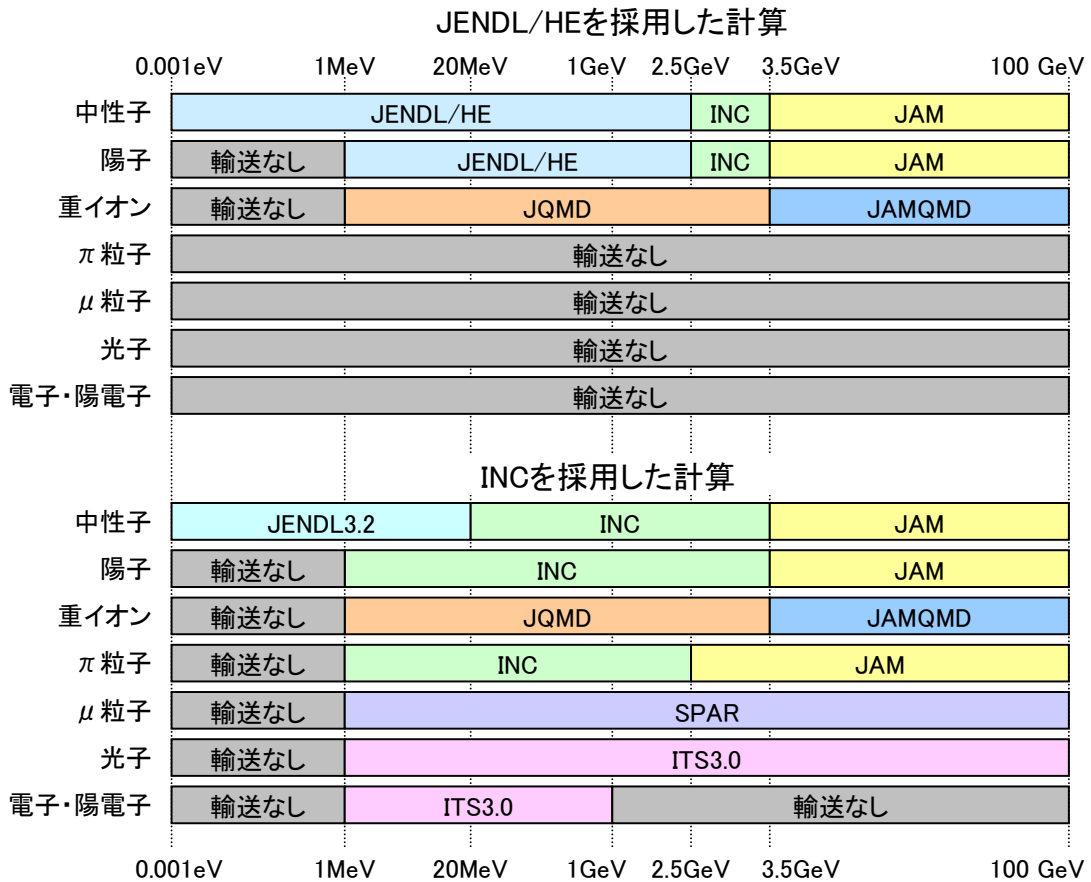 JENDL/HEを採用した計算
0.001eV 1MeV 20MeV 1GeV 2.5GeV 3.5GeV 100 GeV
中性子 JENDL/HE INC JAM
陽子 輸送なし JENDL/HE INC JAM
重イオン 輸送なし JQMD JAMQMD
π粒子 輸送なし
μ粒子 輸送なし
光子 輸送なし
電子・陽電子 輸送なし
INCを採用した計算
中性子 JENDL3.2 INC JAM
陽子 輸送なし INC JAM
重イオン 輸送なし JQMD JAMQMD
π粒子 輸送なし INC JAM
μ粒子 輸送なし SPAR
光子 輸送なし ITS3.0
電子・陽電子 輸送なし ITS3.0 輸送なし
0.001eV 1MeV 20MeV 1GeV 2.5GeV 3.5GeV 100 GeV